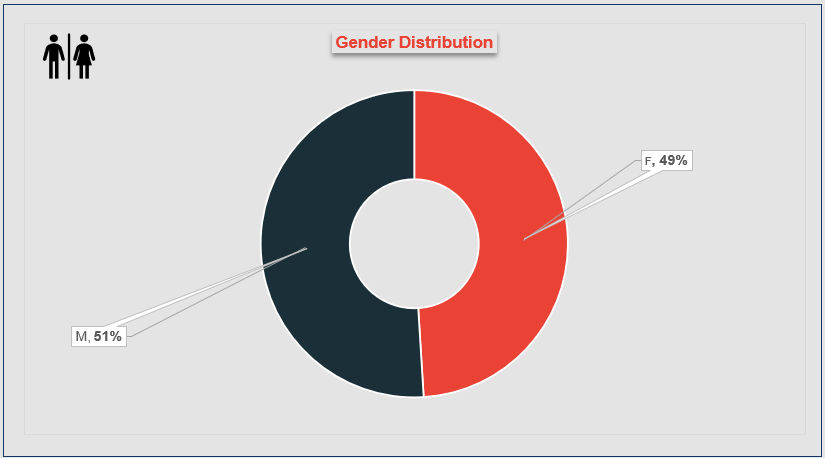 Gender Distribution
F, 49%
M, 51%